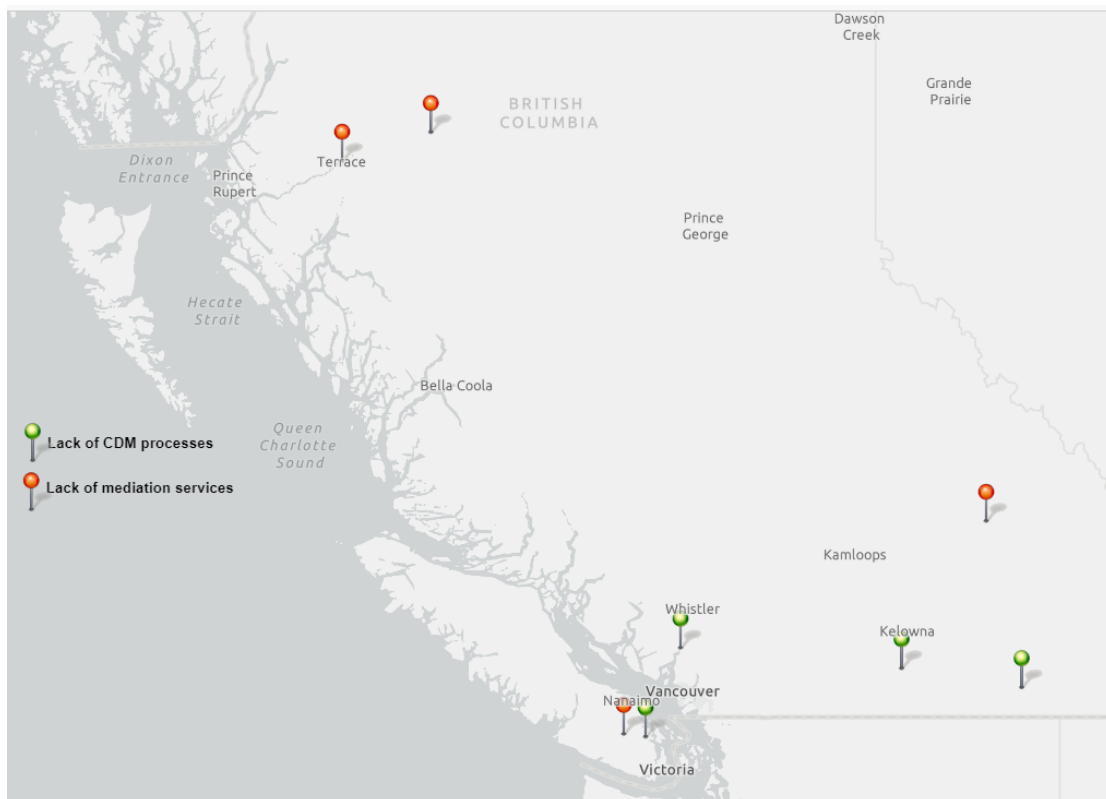 Dawson
Creek
Grande
Prairie
BRITISH
COLUMBIA
Dixon
Entrance
Terrace
Prince
Rupert
Prince
George
Hecate
Strait
Bella Coola
Queen
Charlotte
Sound
Lack of CDM processes
Lack of mediation services
Kamloops
Whistler
Kelowna
Vancouver
Nanaimo
Victoria